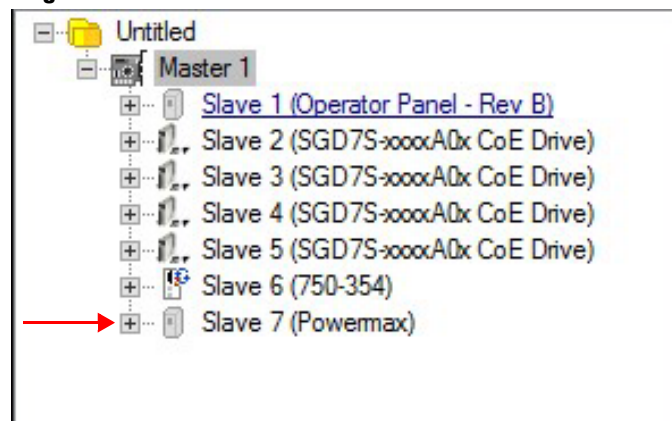 Untitled
Master 1
Slave 1 (Operator Panel - Rev B)
Slave 2 (SGD7S-xxxxA0x CoE Drive)
Slave 3 (SGD7S-xxxxA0x CoE Drive)
Slave 4 (SGD7S-xxxxA0x CoE Drive)
Slave 5 (SGD7S-xxxxA0x CoE Drive)
Slave 6 (750-354)
Slave 7 (Powermax)